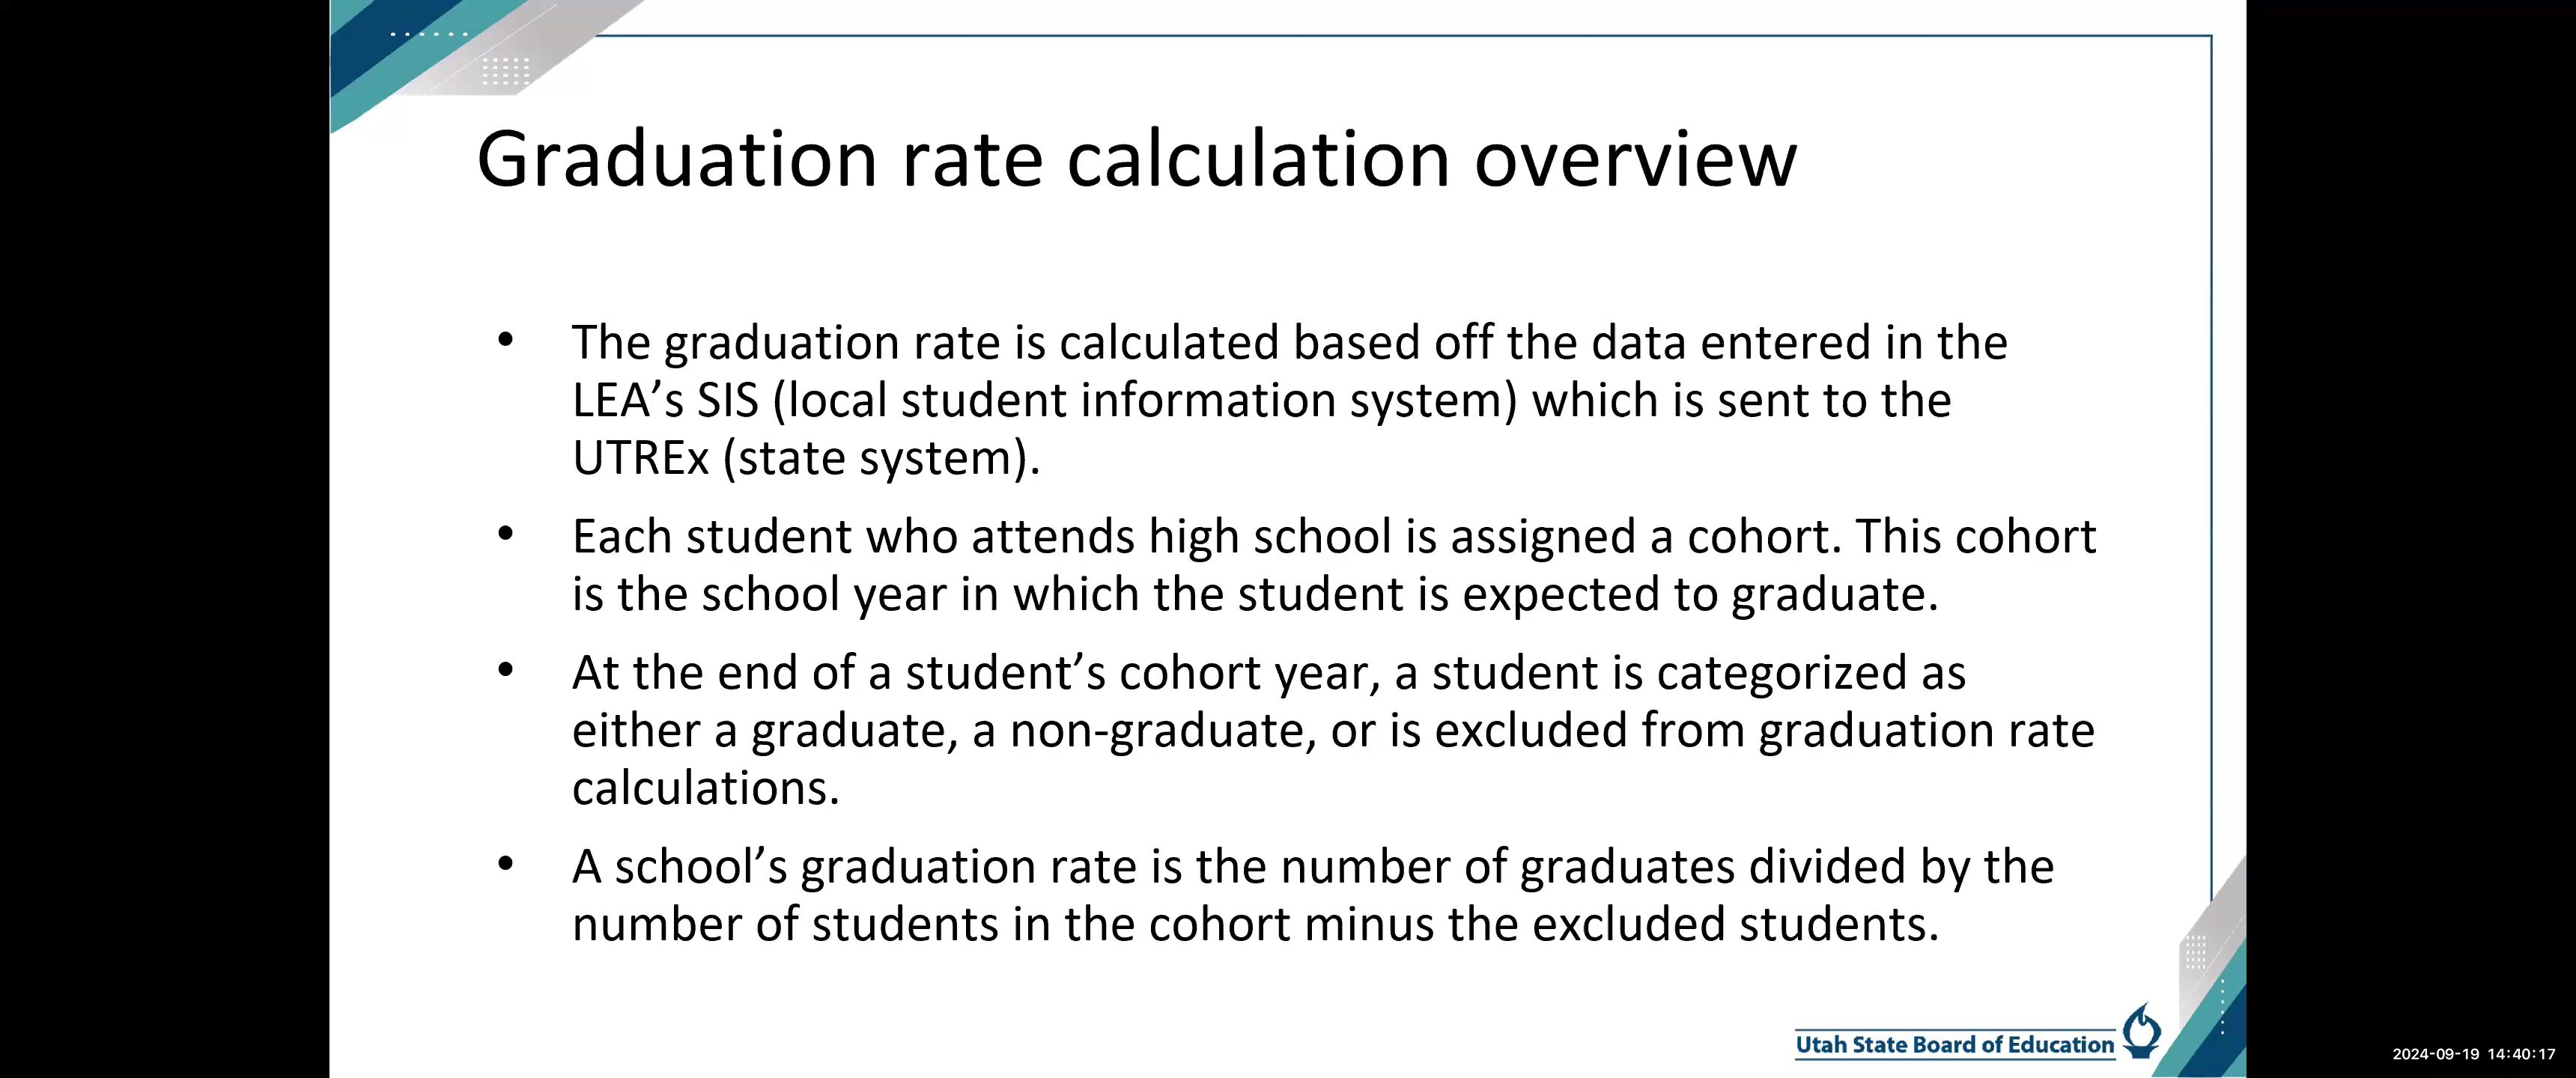 Graduation rate calculation overview
• The graduation rate is calculated based off the data entered in the
LEA’s SIS (local student information system) which is sent to the
UTREx (state system).
• Each student who attends high school is assigned a cohort. This cohort
is the school year in which the student is expected to graduate.
• At the end of a student’s cohort year, a student is categorized as
either a graduate, a non-graduate, or is excluded from graduation rate
calculations.
• A school’s graduation rate is the number of graduates divided by the
number of students in the cohort minus the excluded students.
Utah State Board of Education
2024-09-19 14:40:17